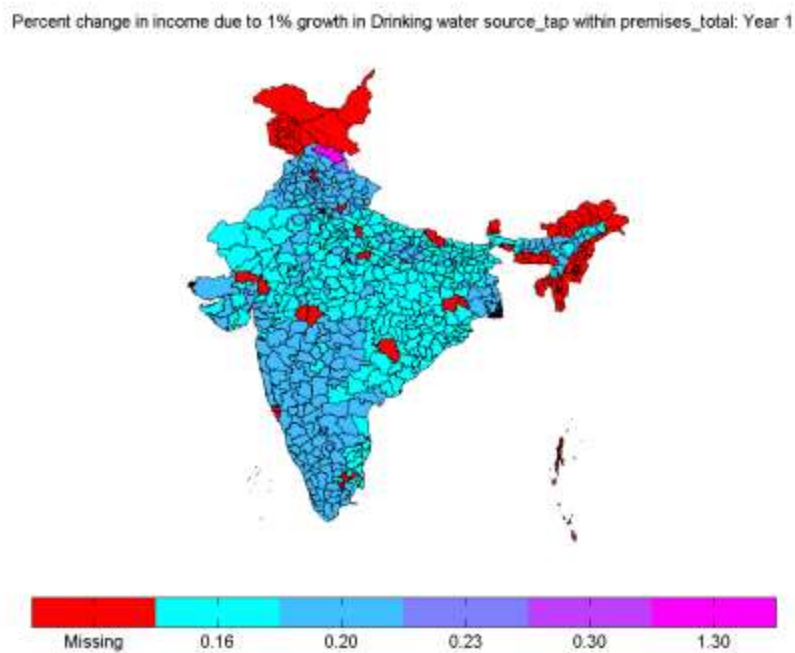 Percent change in income due to 1% growth in Drinking water source_tap within premises_total: Year 1
Missing 0.16 0.20 0.23 0.30 1.30